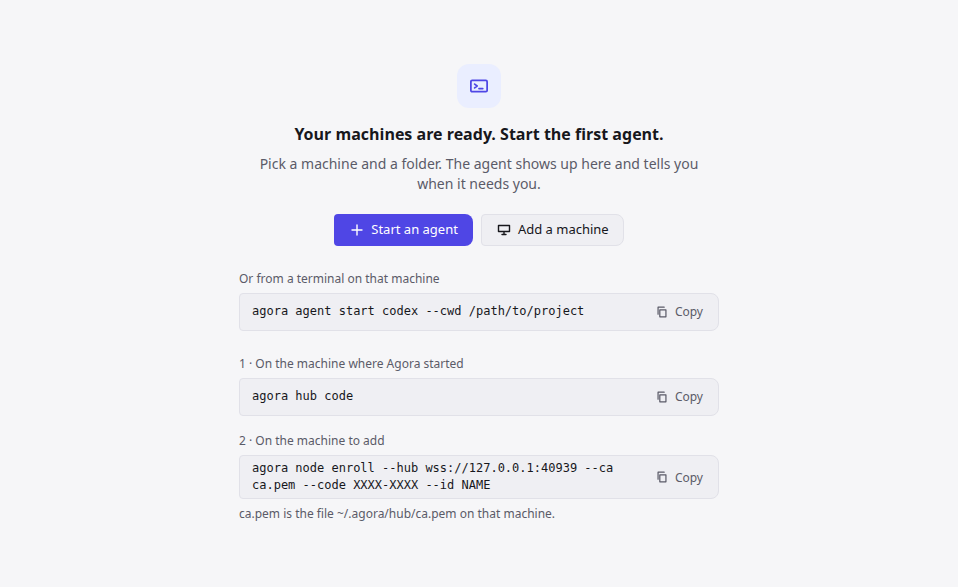 Your machines are ready. Start the first agent.
Pick a machine and a folder. The agent shows up here and tells you
when it needs you.
Start an agent
Add a machine
Or from a terminal on that machine
agora agent start codex --cwd /path/to/project
Copy
1 · On the machine where Agora started
agora hub code
Copy
2 · On the machine to add
agora node enroll --hub wss://127.0.0.1:40939 --ca
ca.pem --code XXXX-XXXX --id NAME
Copy
ca.pem is the file ~/.agora/hub/ca.pem on that machine.